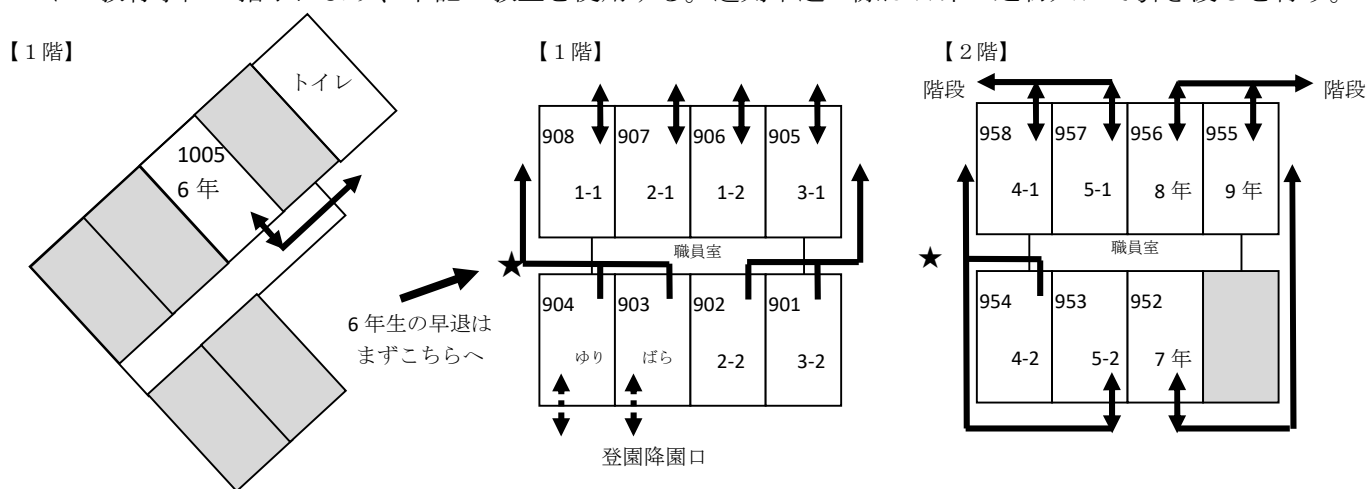 【１階】
トイレ
1005
6 年
6 年生の早退は
まずこちらへ
【１階】
908 907 906 905
1-1 2-1 1-2 3-1
職員室
★
904 903 902 901
ゆり ばら 2-2 3-2
登園降園口
【２階】
階段 階段
958 957 956 955
4-1 5-1 8 年 9 年
職員室
★
954 953 952
4-2 5-2 7 年